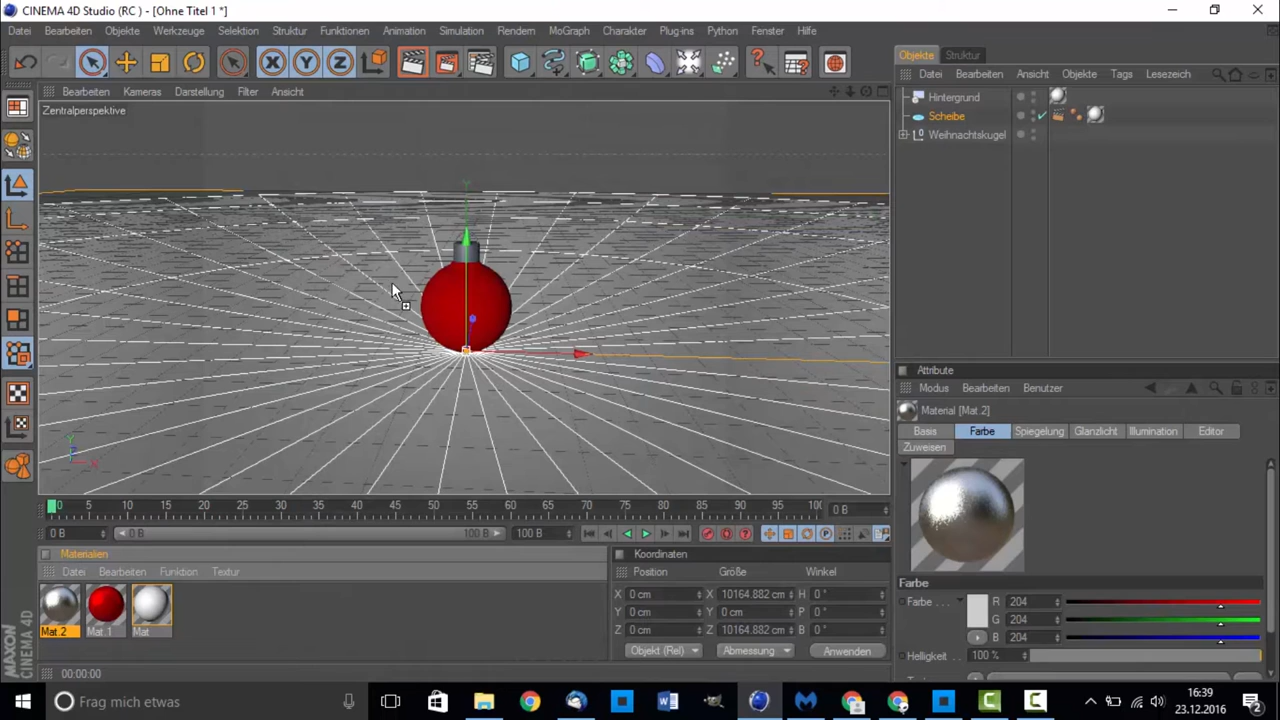 CINEMA 4D Studio (RC ) - [Ohne Titel 1 *]
Datei Bearbeiten Objekte Werkzeuge Selektion Struktur Funktionen Animation Simulation Rendern MoGraph Charakter Plug-ins Python Fenster Hilfe
X Y Z
Objekte Struktur
Datei Bearbeiten Ansicht Objekte Tags Lesezeich
Bearbeiten Kameras Darstellung Filter Ansicht
Zentralperspektive
Hintergrund
Scheibe
Weihnachtskugel
Y
Y
Z
X
Attribute
Modus Bearbeiten Benutzer
Material [Mat.2]
Basis Farbe Spiegelung Glanzlicht Illumination Editor
Zuweisen
0 5 10 15 20 25 30 35 40 45 50 55 60 65 70 75 80 85 90 95 100 0 B
0 B 0 B 100 B 100 B
P
Farbe
Farbe . . . R 204
G 204
B 204
Helligkeit . 100 %
Materialien
Datei Bearbeiten Funktion Textur
Mat.2 Mat.1 Mat
Koordinaten
Position Größe Winkel
X 0 cm X 10164.882 cm H 0 °
Y 0 cm Y 0 cm P 0 °
Z 0 cm Z 10164.882 cm B 0 °
Objekt (Rel) Abmessung Anwenden
MAXON
CINEMA 4D
00:00:00
Frag mich etwas
16:39
23.12.2016
2